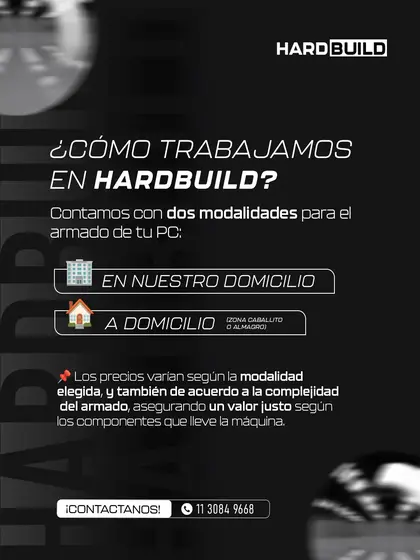 HARDBUILD
¿CÓMO TRABAJAMOS
EN HARDBUILD?
Contamos con dos modalidades para el
armado de tu PC:
EN NUESTRO DOMICILIO
A DOMICILIO (ZONA CABALLITO
O ALMAGRO)
Los precios varían según la modalidad
elegida, y también de acuerdo a la complejidad
del armado, asegurando un valor justo según
los componentes que lleve la máquina.
¡CONTACTANOS! 11 3084 9668